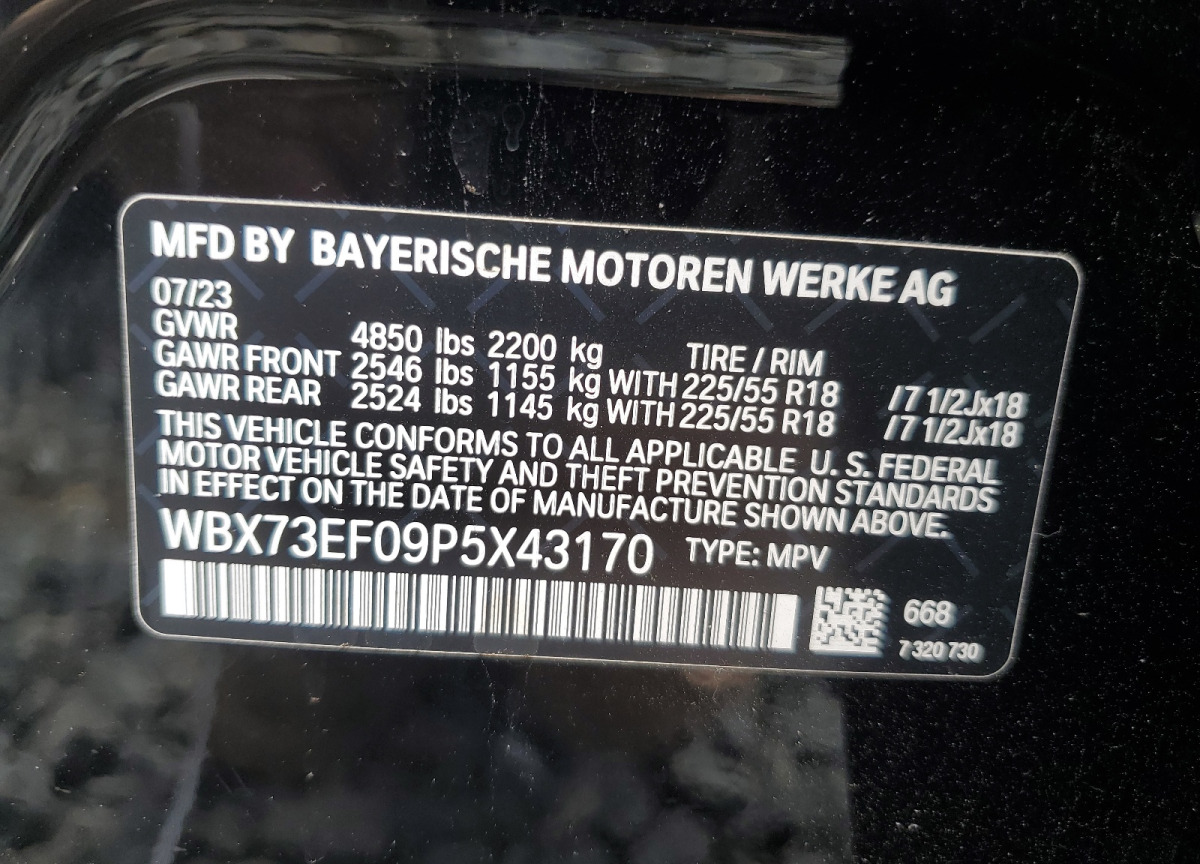 MFD BY BAYERISCHE MOTOREN WERKE AG
07/23
GVWR 4850 lbs 2200 kg TIRE / RIM
GAWR FRONT 2546 lbs 1155 kg WITH 225/55 R18 /7 1/2Jx18
GAWR REAR 2524 lbs 1145 kg WITH 225/55 R18 /7 1/2Jx18
THIS VEHICLE CONFORMS TO ALL APPLICABLE U. S. FEDERAL
MOTOR VEHICLE SAFETY AND THEFT PREVENTION STANDARDS
IN EFFECT ON THE DATE OF MANUFACTURE SHOWN ABOVE.
WBX73EF09P5X43170 TYPE: MPV
668
7 320 730